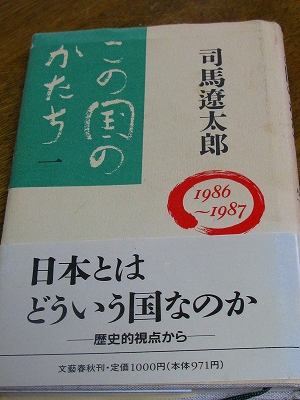 この国の
かたち
一
司馬遼太郎
1986
〜1987
日本とは
どういう国なのか
—歴史的視点から—
文藝春秋刊・定価1000円(本体971円)